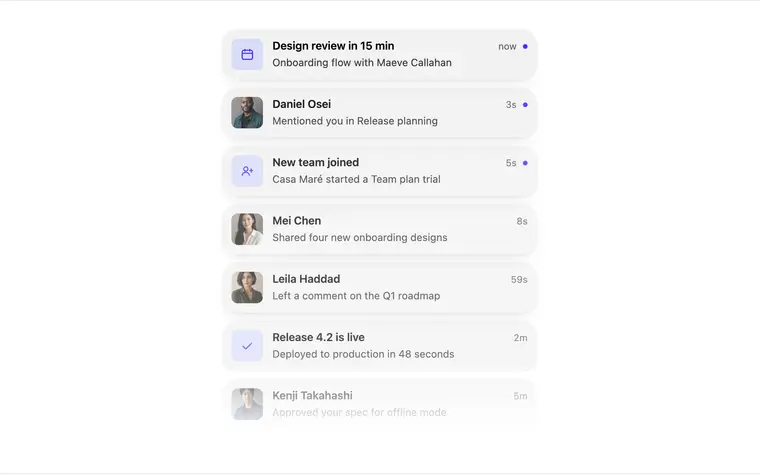 Design review in 15 min
now
Onboarding flow with Maeve Callahan
Daniel Osei
3s
Mentioned you in Release planning
New team joined
5s
Casa Maré started a Team plan trial
Mei Chen
8s
Shared four new onboarding designs
Leila Haddad
59s
Left a comment on the Q1 roadmap
Release 4.2 is live
2m
Deployed to production in 48 seconds
Kenji Takahashi
5m
Approved your spec for offline mode